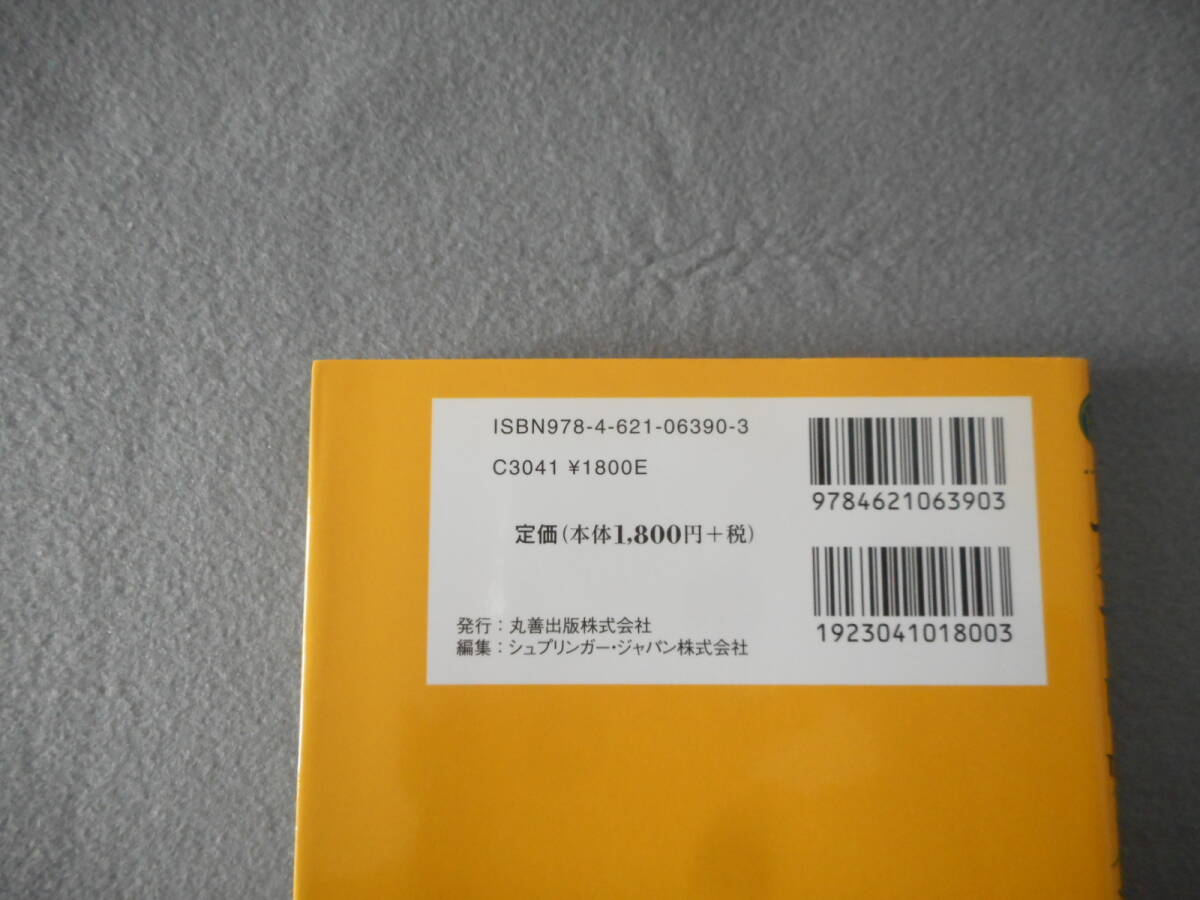 ISBN978-4-621-06390-3
C3041 ¥1800E
定価(本体1,800円+税)
発行:丸善出版株式会社
編集:シュプリンガー・ジャパン株式会社
9784621063903
1923041018003